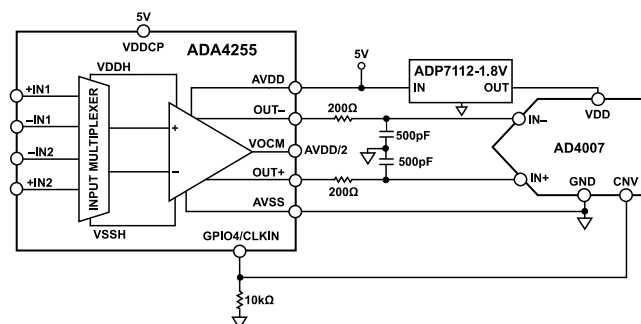 5V
VDDCP
ADA4255
VDDH
+IN1
–IN1
–IN2
+IN2
INPUT MULTIPLEXER
+
–
VSSH
AVDD
OUT–
VOCM
OUT+
AVSS
GPIO4/CLKIN
10kΩ
AVDD/2
200Ω
200Ω
500pF
500pF
5V
ADP7112-1.8V
IN
OUT
VDD
IN–
IN+
AD4007
GND
CNV